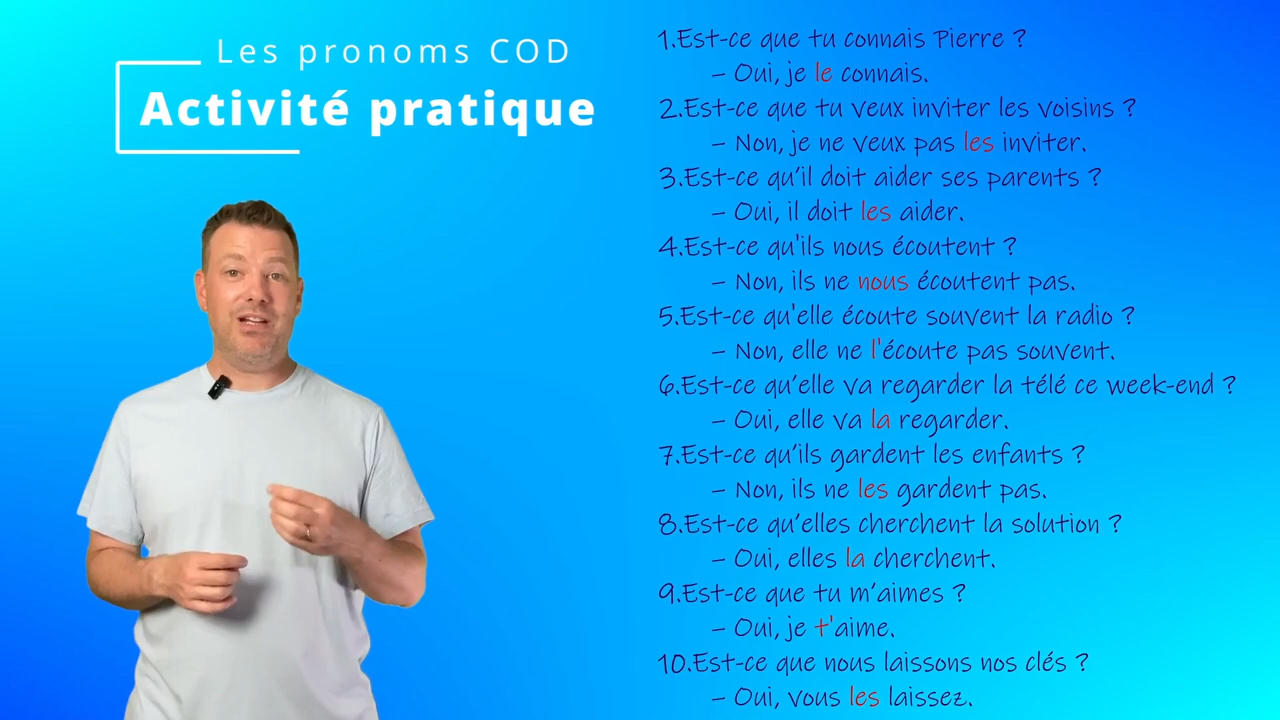 Les pronoms COD
Activité pratique
1.Est-ce que tu connais Pierre ?
– Oui, je le connais.
2.Est-ce que tu veux inviter les voisins ?
– Non, je ne veux pas les inviter.
3.Est-ce qu’il doit aider ses parents ?
– Oui, il doit les aider.
4.Est-ce qu'ils nous écoutent ?
– Non, ils ne nous écoutent pas.
5.Est-ce qu'elle écoute souvent la radio ?
– Non, elle ne l'écoute pas souvent.
6.Est-ce qu’elle va regarder la télé ce week-end ?
– Oui, elle va la regarder.
7.Est-ce qu’ils gardent les enfants ?
– Non, ils ne les gardent pas.
8.Est-ce qu’elles cherchent la solution ?
– Oui, elles la cherchent.
9.Est-ce que tu m’aimes ?
– Oui, je t'aime.
10.Est-ce que nous laissons nos clés ?
– Oui, vous les laissez.